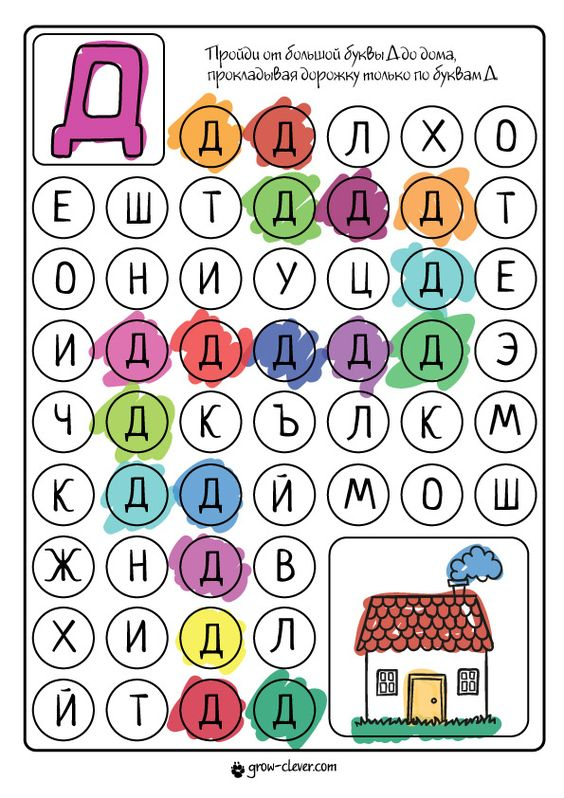 Д
Пройди от большой буквы Д до дома,
прокладывая дорожку только по буквам Д.
Д Д Л Х О
Е Ш Т Д Д Д Т
О Н И У Ц Д Е
И Д Д Д Д Д Э
Ч Д К Ъ Л К М
К Д Д Й М О Ш
Ж Н Д В
Х И Д Л
Й Т Д Д
grow-clever.com